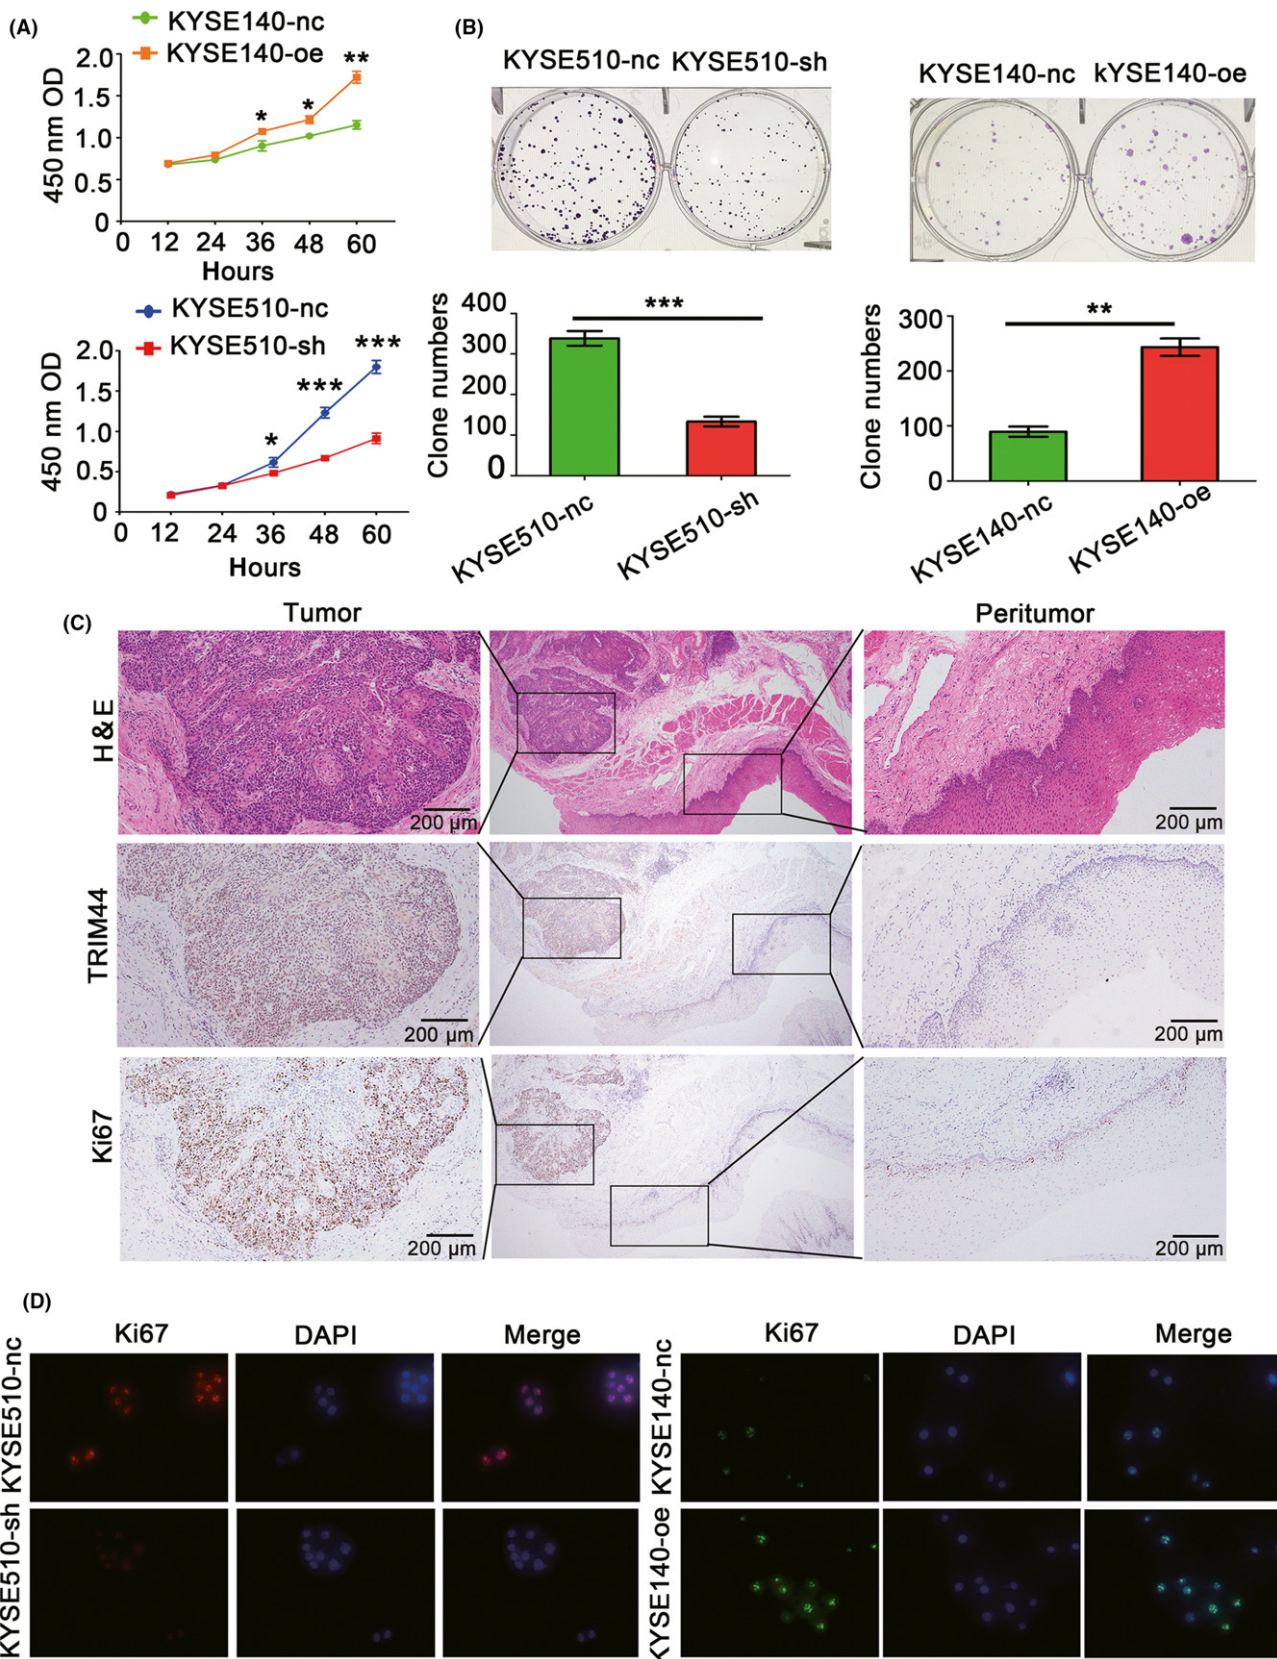 (A)
KYSE140-nc
KYSE140-oe
450 nm OD
2.0
1.5
1.0
0.5
0
* * **
0 12 24 36 48 60
Hours
KYSE510-nc
KYSE510-sh
450 nm OD
2.0
1.5
1.0
0.5
0
* *** ***
0 12 24 36 48 60
Hours
(B)
KYSE510-nc KYSE510-sh
KYSE140-nc kYSE140-oe
Clone numbers
400
300
200
100
0
***
KYSE510-nc
KYSE510-sh
Clone numbers
300
200
100
0
**
KYSE140-nc
KYSE140-oe
(C)
Tumor
Peritumor
H&E
200 µm
200 µm
TRIM44
200 µm
200 µm
Ki67
200 µm
200 µm
(D)
Ki67 DAPI Merge
KYSE510-nc
KYSE510-sh
Ki67 DAPI Merge
KYSE140-nc
KYSE140-oe